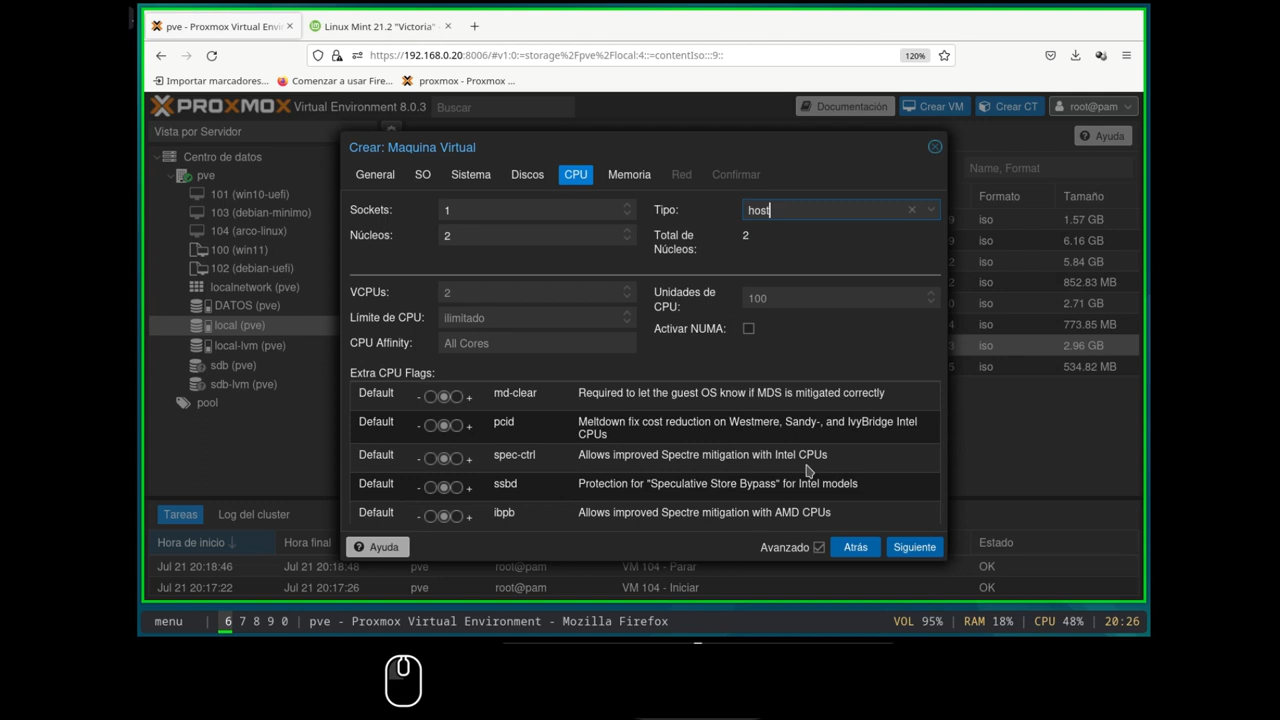 pve - Proxmox Virtual Envi
Linux Mint 21.2 "Victoria" -
https://192.168.0.20:8006/#v1:0:=storage%2Fpve%2Flocal:4::=contentIso:::9::
120%
Importar marcadores...
Comenzar a usar Fire...
proxmox - Proxmox ...
PROXMOX Virtual Environment 8.0.3
Buscar
Documentación
Crear VM
Crear CT
root@pam
Vista por Servidor
Ayuda
Centro de datos
pve
101 (win10-uefi)
103 (debian-minimo)
104 (arco-linux)
100 (win11)
102 (debian-uefi)
localnetwork (pve)
DATOS (pve)
local (pve)
local-lvm (pve)
sdb (pve)
sdb-lvm (pve)
pool
Name, Format
Formato
Tamaño
9 iso 1.57 GB
9 iso 6.16 GB
2 iso 5.84 GB
2 iso 852.83 MB
0 iso 2.71 GB
4 iso 773.85 MB
3 iso 2.96 GB
5 iso 534.82 MB
Crear: Maquina Virtual
General
SO
Sistema
Discos
CPU
Memoria
Red
Confirmar
Sockets: 1
Tipo: host
Núcleos: 2
Total de
Núcleos: 2
VCPUs: 2
Unidades de
CPU: 100
Límite de CPU: ilimitado
Activar NUMA:
CPU Affinity: All Cores
Extra CPU Flags:
Default - + md-clear Required to let the guest OS know if MDS is mitigated correctly
Default - + pcid Meltdown fix cost reduction on Westmere, Sandy-, and IvyBridge Intel
CPUs
Default - + spec-ctrl Allows improved Spectre mitigation with Intel CPUs
Default - + ssbd Protection for "Speculative Store Bypass" for Intel models
Default - + ibpb Allows improved Spectre mitigation with AMD CPUs
Ayuda
Avanzado
Atrás
Siguiente
Tareas
Log del cluster
Hora de inicio
Hora final
Estado
Jul 21 20:18:46 Jul 21 20:18:48 pve root@pam VM 104 - Parar OK
Jul 21 20:17:22 Jul 21 20:17:26 pve root@pam VM 104 - Iniciar OK
menu | 6 7 8 9 0 | pve - Proxmox Virtual Environment - Mozilla Firefox
VOL 95% | RAM 18% | CPU 48% | 20:26